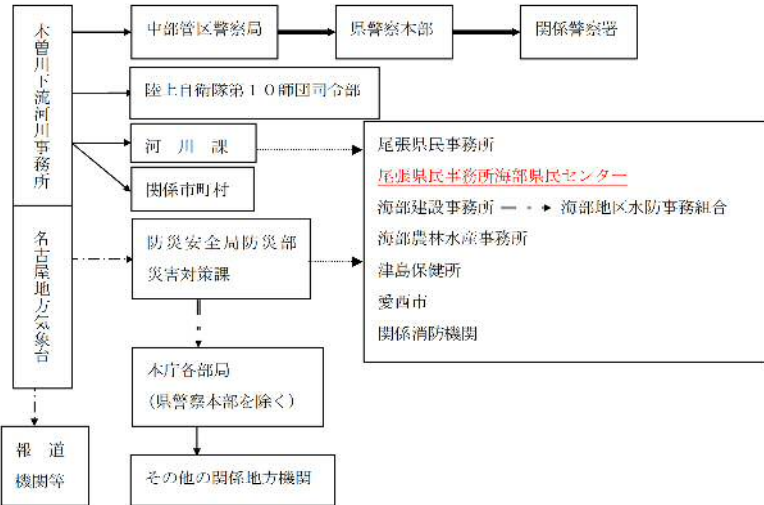 木曽川下流河川事務所
名古屋地方気象台
報　道
機関等
中部管区警察局
県警察本部
関係警察署
陸上自衛隊第１０師団司令部
河　川　課
関係市町村
防災安全局防災部
災害対策課
本庁各部局
（県警察本部を除く）
その他の関係地方機関
尾張県民事務所
尾張県民事務所海部県民センター
海部建設事務所
海部地区水防事務組合
海部農林水産事務所
津島保健所
愛西市
関係消防機関